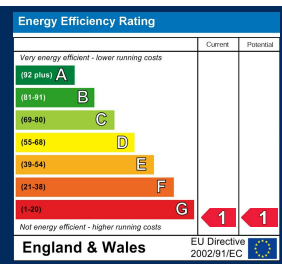 Energy Efficiency Rating
Current Potential
Very energy efficient - lower running costs
(92 plus) A
(81-91) B
(69-80) C
(55-68) D
(39-54) E
(21-38) F
(1-20) G 1 1
Not energy efficient - higher running costs
England & Wales
EU Directive
2002/91/EC